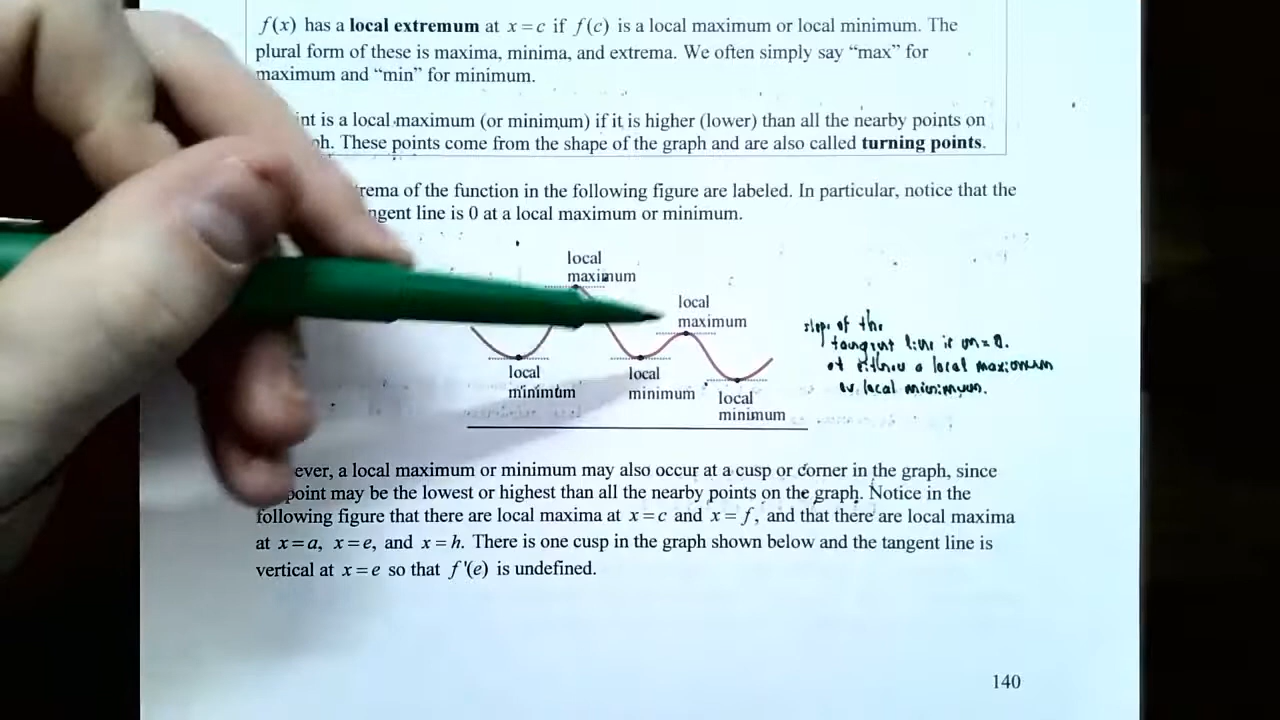 f(x) has a local extremum at x = c if f(c) is a local maximum or local minimum. The
plural form of these is maxima, minima, and extrema. We often simply say “max” for
maximum and “min” for minimum.
int is a local maximum (or minimum) if it is higher (lower) than all the nearby points on
ph. These points come from the shape of the graph and are also called turning points.
rema of the function in the following figure are labeled. In particular, notice that the
ngent line is 0 at a local maximum or minimum.
local
maximum
local
maximum
local
minimum
local
minimum
local
minimum
slope of the
tangent line is m=0.
at either a local maximum
or local minimum.
ever, a local maximum or minimum may also occur at a cusp or corner in the graph, since
point may be the lowest or highest than all the nearby points on the graph. Notice in the
following figure that there are local maxima at x = c and x = f, and that there are local maxima
at x = a, x = e, and x = h. There is one cusp in the graph shown below and the tangent line is
vertical at x = e so that f '(e) is undefined.
140